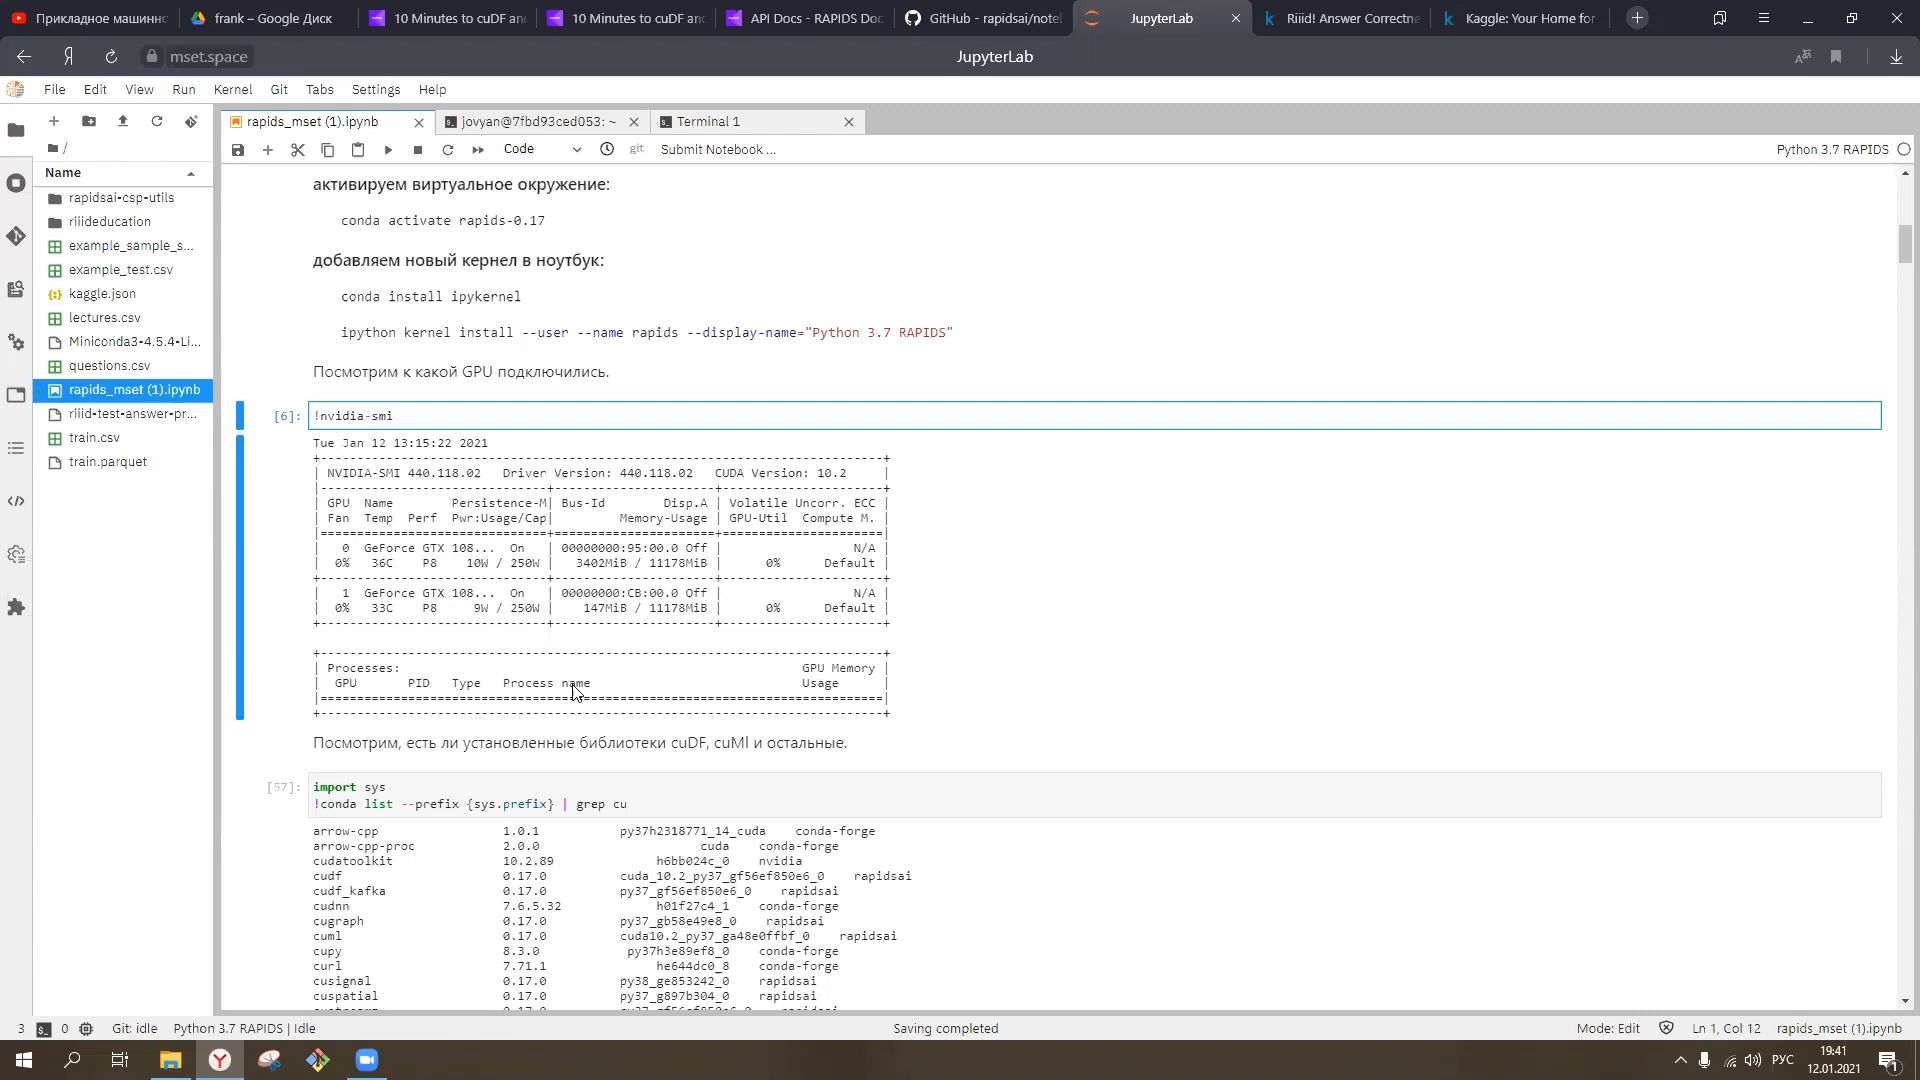 Прикладное машинно
frank – Google Диск
10 Minutes to cuDF and
10 Minutes to cuDF and
API Docs - RAPIDS Doc
GitHub - rapidsai/notel
JupyterLab
Riiid! Answer Correctne
Kaggle: Your Home for
mset.space
JupyterLab
File Edit View Run Kernel Git Tabs Settings Help
rapids_mset (1).ipynb
jovyan@7fbd93ced053: ~
Terminal 1
Code
git
Submit Notebook ...
Python 3.7 RAPIDS
/
Name
rapidsai-csp-utils
riiideducation
example_sample_s...
example_test.csv
kaggle.json
lectures.csv
Miniconda3-4.5.4-Li...
questions.csv
rapids_mset (1).ipynb
riiid-test-answer-pr...
train.csv
train.parquet
активируем виртуальное окружение:
conda activate rapids-0.17
добавляем новый кернел в ноутбук:
conda install ipykernel
ipython kernel install --user --name rapids --display-name="Python 3.7 RAPIDS"
Посмотрим к какой GPU подключились.
[6]: !nvidia-smi
Tue Jan 12 13:15:22 2021
+-----------------------------------------------------------------------------+
| NVIDIA-SMI 440.118.02   Driver Version: 440.118.02   CUDA Version: 10.2     |
|-------------------------------+----------------------+----------------------+
| GPU  Name        Persistence-M| Bus-Id        Disp.A | Volatile Uncorr. ECC |
| Fan  Temp  Perf  Pwr:Usage/Cap|         Memory-Usage | GPU-Util  Compute M. |
|===============================+======================+======================|
|   0  GeForce GTX 108...  On   | 00000000:95:00.0 Off |                  N/A |
|  0%   36C    P8    10W / 250W |   3402MiB / 11178MiB |      0%      Default |
+-------------------------------+----------------------+----------------------+
|   1  GeForce GTX 108...  On   | 00000000:CB:00.0 Off |                  N/A |
|  0%   33C    P8     9W / 250W |    147MiB / 11178MiB |      0%      Default |
+-------------------------------+----------------------+----------------------+
+-----------------------------------------------------------------------------+
| Processes:                                                       GPU Memory |
|  GPU       PID   Type   Process name                             Usage      |
|=============================================================================|
+-----------------------------------------------------------------------------+
Посмотрим, есть ли установленные библиотеки cuDF, cuMl и остальные.
[57]: import sys
!conda list --prefix {sys.prefix} | grep cu
arrow-cpp 1.0.1 py37h2318771_14_cuda conda-forge
arrow-cpp-proc 2.0.0 cuda conda-forge
cudatoolkit 10.2.89 h6bb024c_0 nvidia
cudf 0.17.0 cuda_10.2_py37_gf56ef850e6_0 rapidsai
cudf_kafka 0.17.0 py37_gf56ef850e6_0 rapidsai
cudnn 7.6.5.32 h01f27c4_1 conda-forge
cugraph 0.17.0 py37_gb58e49e8_0 rapidsai
cuml 0.17.0 cuda10.2_py37_ga48e0ffbf_0 rapidsai
cupy 8.3.0 py37h3e89ef8_0 conda-forge
curl 7.71.1 he644dc0_8 conda-forge
cusignal 0.17.0 py38_ge853242_0 rapidsai
cuspatial 0.17.0 py37_g897b304_0 rapidsai
3
0
Git: idle
Python 3.7 RAPIDS | Idle
Saving completed
Mode: Edit
Ln 1, Col 12
rapids_mset (1).ipynb
РУС
19:41
12.01.2021
1